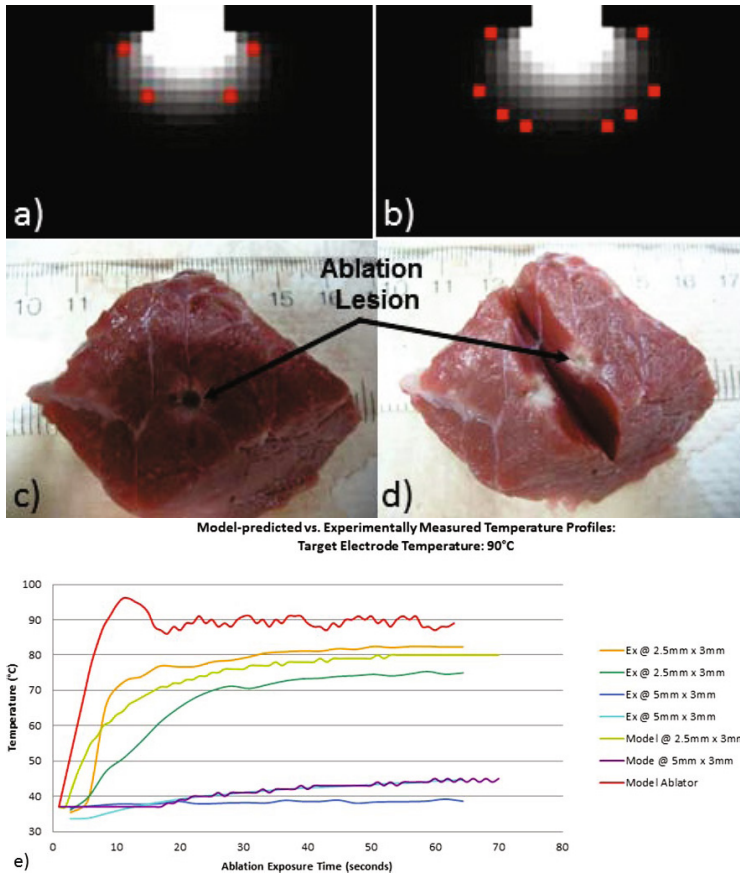 a)
b)
10 11 15 16
10 15 16 17
Ablation
Lesion
c)
d)
Model-predicted vs. Experimentally Measured Temperature Profiles:
Target Electrode Temperature: 90°C
100
90
80
70
60
50
40
30
Temperature (°C)
0 10 20 30 40 50 60 70 80
Ablation Exposure Time (seconds)
Ex @ 2.5mm x 3mm
Ex @ 2.5mm x 3mm
Ex @ 5mm x 3mm
Ex @ 5mm x 3mm
Model @ 2.5mm x 3mm
Mode @ 5mm x 3mm
Model Ablator
e)